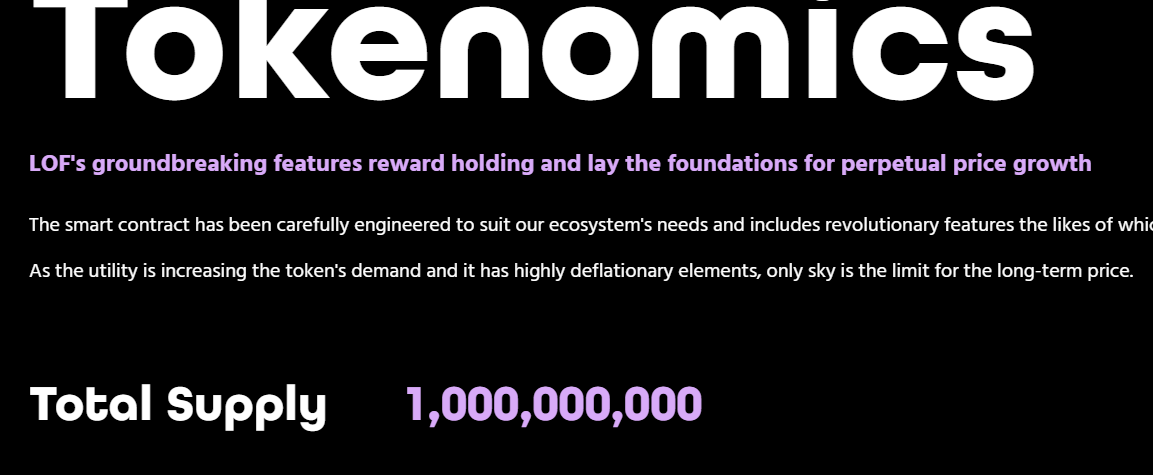 Tokenomics
LOF's groundbreaking features reward holding and lay the foundations for perpetual price growth
The smart contract has been carefully engineered to suit our ecosystem's needs and includes revolutionary features the likes of
As the utility is increasing the token's demand and it has highly deflationary elements, only sky is the limit for the long-term price.
Total Supply 1,000,000,000